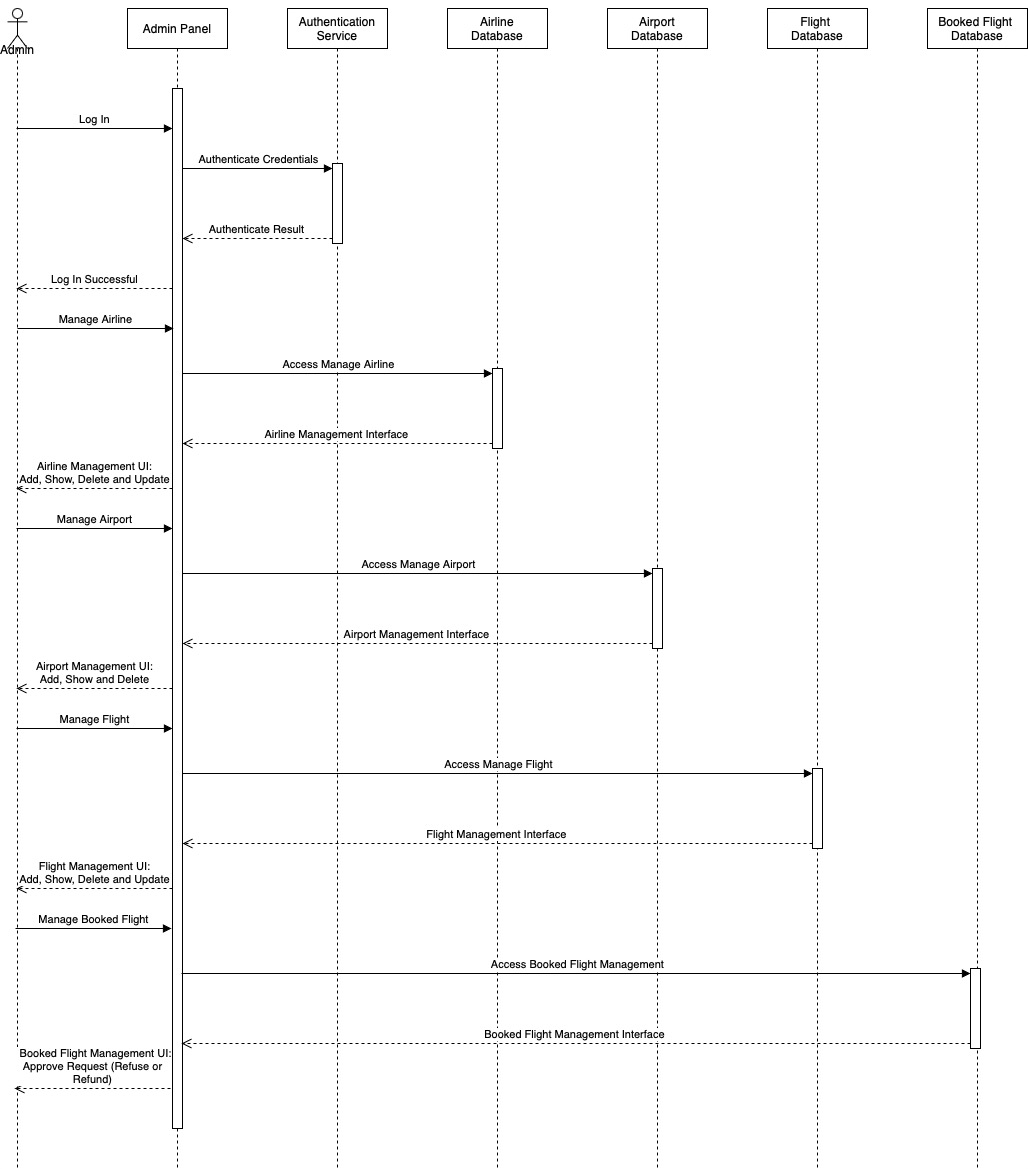 Admin
Admin Panel
Authentication
Service
Airline
Database
Airport
Database
Flight
Database
Booked Flight
Database
Log In
Authenticate Credentials
Authenticate Result
Log In Successful
Manage Airline
Access Manage Airline
Airline Management Interface
Airline Management UI:
Add, Show, Delete and Update
Manage Airport
Access Manage Airport
Airport Management Interface
Airport Management UI:
Add, Show and Delete
Manage Flight
Access Manage Flight
Flight Management Interface
Flight Management UI:
Add, Show, Delete and Update
Manage Booked Flight
Access Booked Flight Management
Booked Flight Management Interface
Booked Flight Management UI:
Approve Request (Refuse or
Refund)